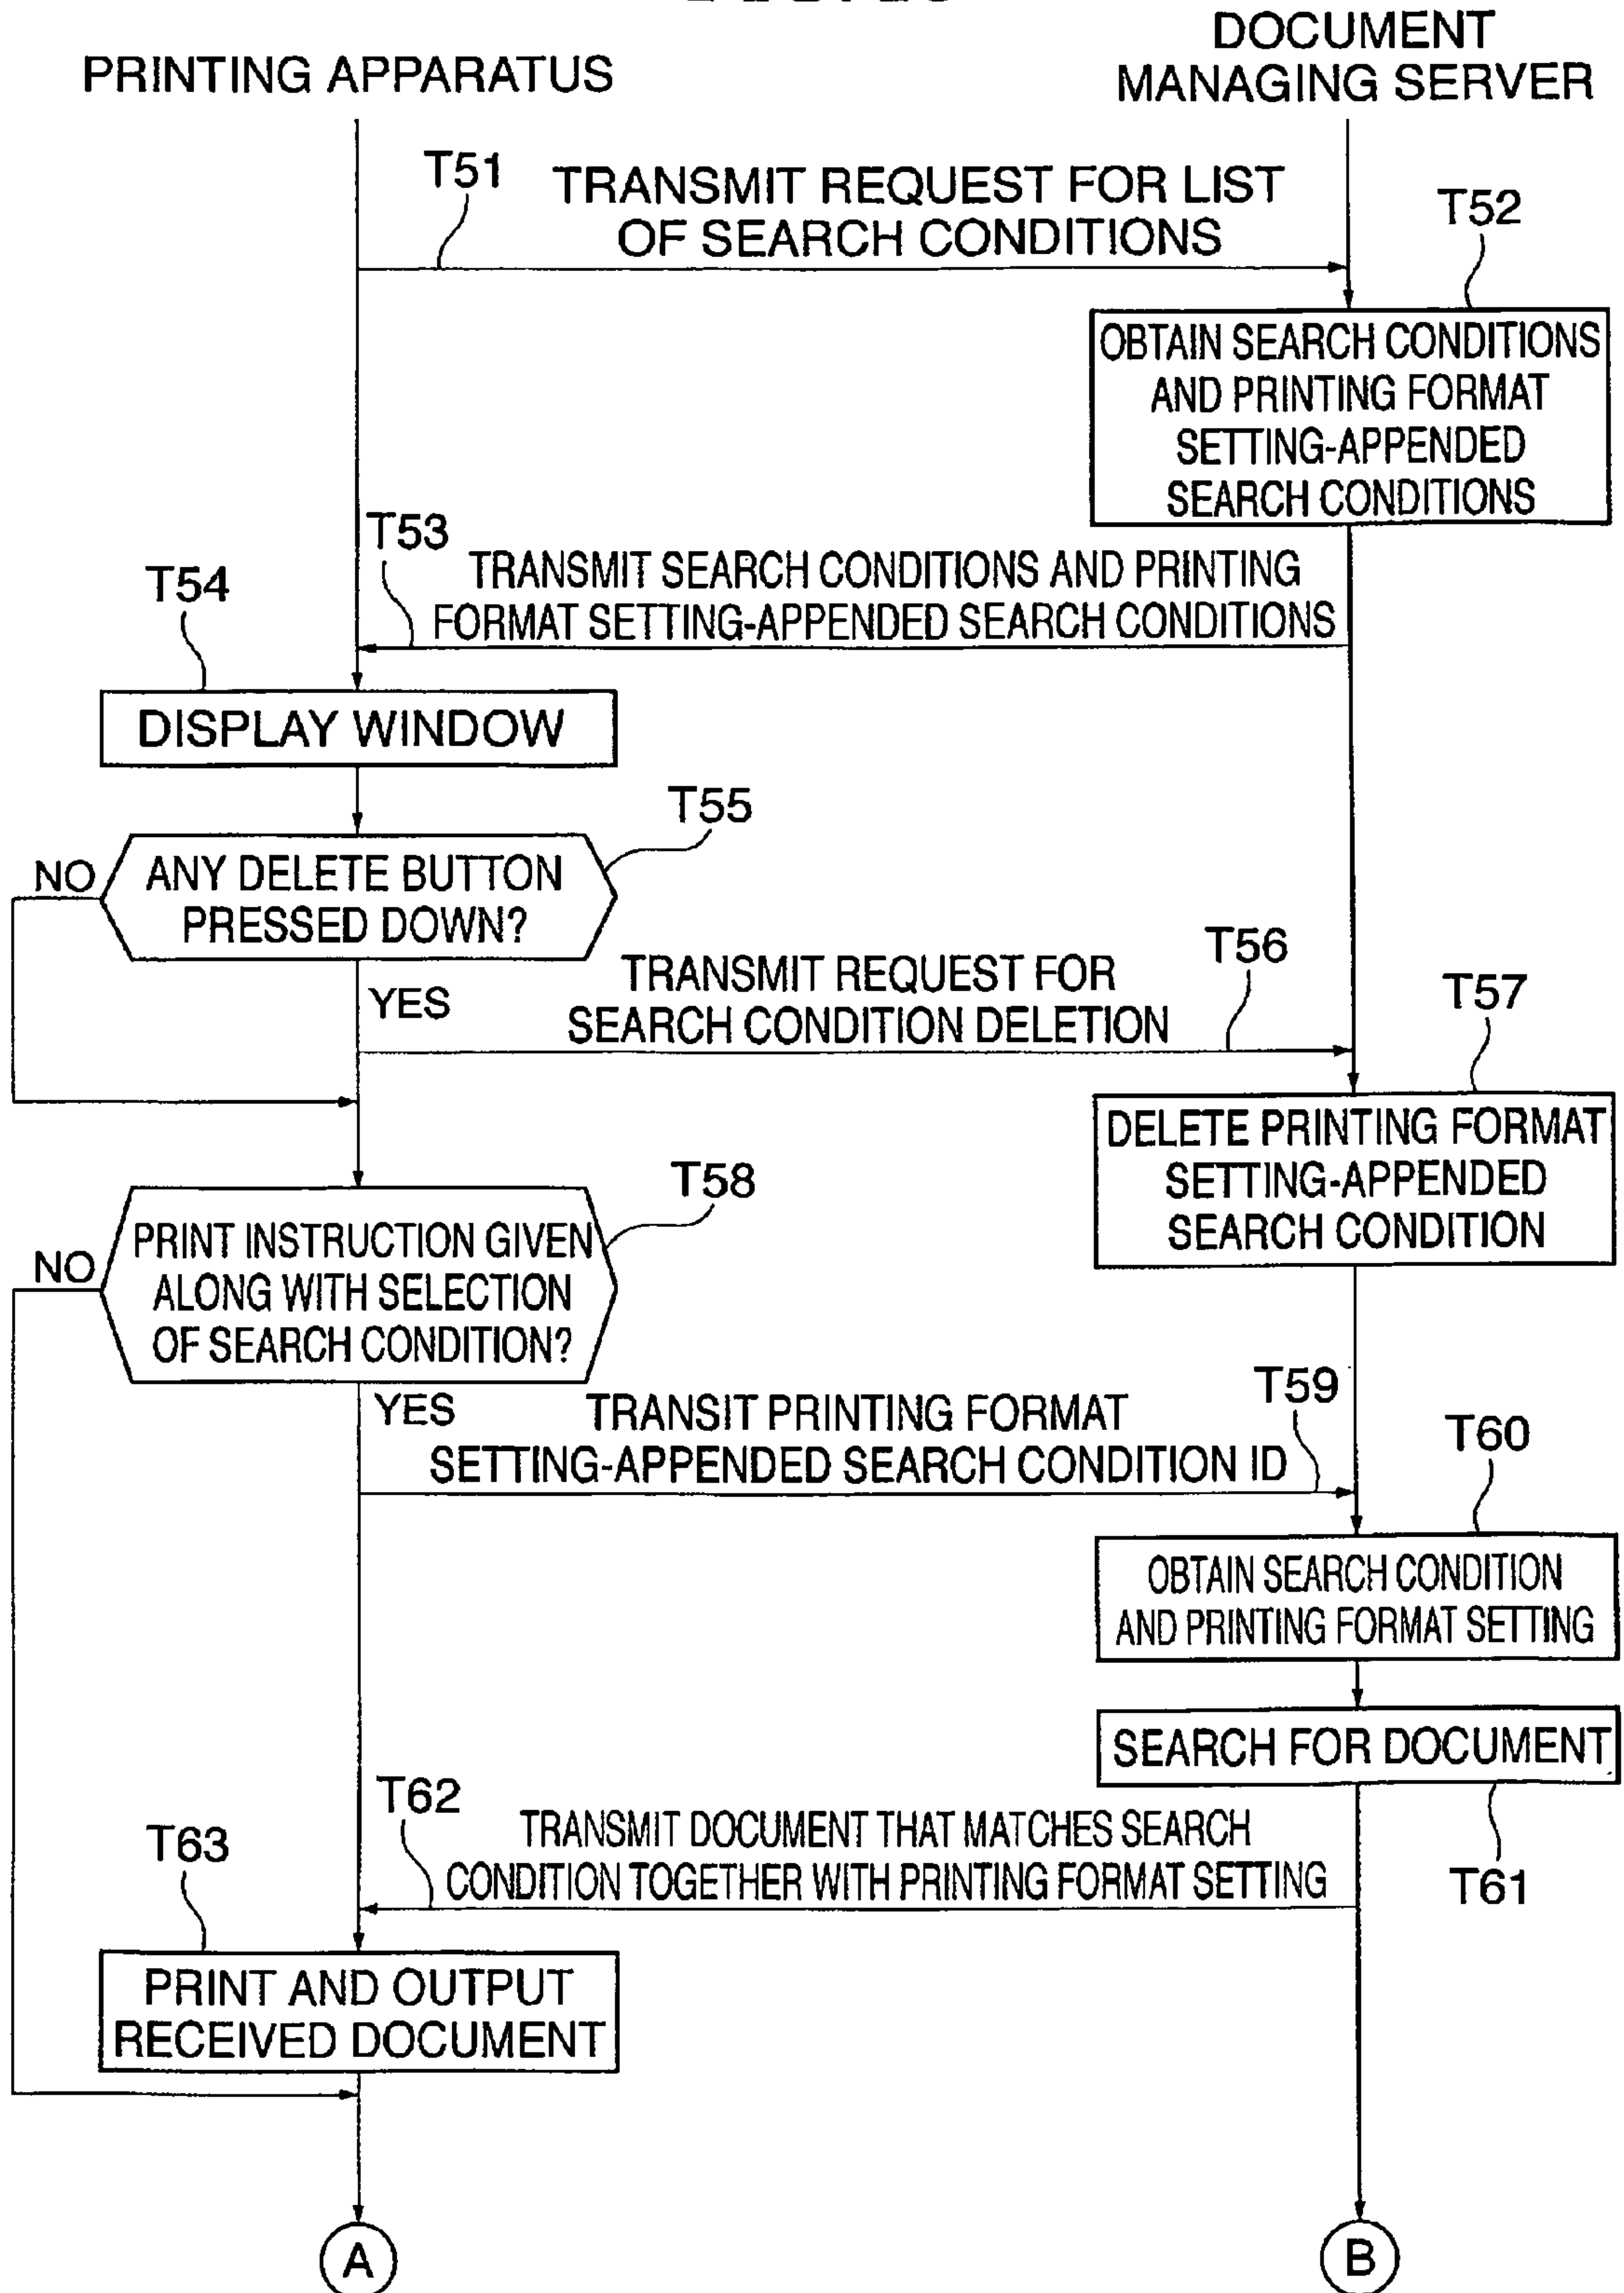 DOCUMENT
PRINTING APPARATUS
MANAGING SERVER
T51
TRANSMIT REQUEST FOR LIST
OF SEARCH CONDITIONS
T52
OBTAIN SEARCH CONDITIONS
AND PRINTING FORMAT
SETTING-APPENDED
SEARCH CONDITIONS
T53
TRANSMIT SEARCH CONDITIONS AND PRINTING
FORMAT SETTING-APPENDED SEARCH CONDITIONS
T54
DISPLAY WINDOW
T55
NO
ANY DELETE BUTTON
PRESSED DOWN?
YES
TRANSMIT REQUEST FOR
SEARCH CONDITION DELETION
T56
T57
DELETE PRINTING FORMAT
SETTING-APPENDED
SEARCH CONDITION
T58
NO
PRINT INSTRUCTION GIVEN
ALONG WITH SELECTION
OF SEARCH CONDITION?
YES
TRANSIT PRINTING FORMAT
SETTING-APPENDED SEARCH CONDITION ID
T59
T60
OBTAIN SEARCH CONDITION
AND PRINTING FORMAT SETTING
SEARCH FOR DOCUMENT
T61
T62
TRANSMIT DOCUMENT THAT MATCHES SEARCH
CONDITION TOGETHER WITH PRINTING FORMAT SETTING
T63
PRINT AND OUTPUT
RECEIVED DOCUMENT
A
B